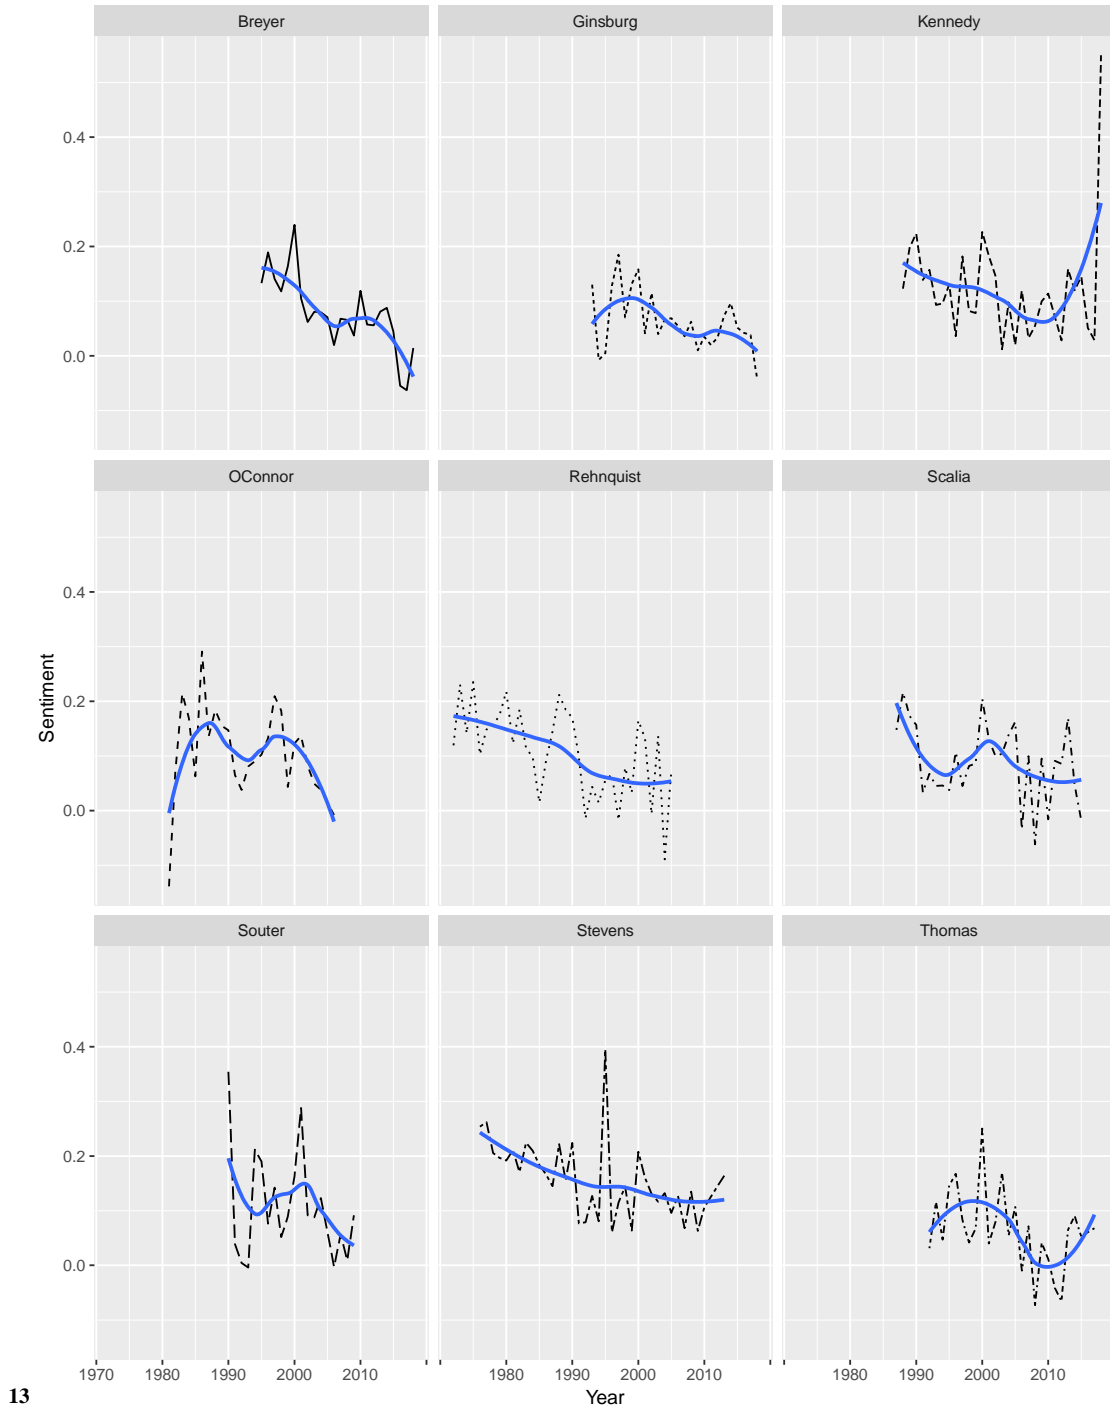 Breyer Ginsburg Kennedy
0.4
0.2
0.0
OConnor Rehnquist Scalia
0.4
0.2
0.0
Sentiment
Souter Stevens Thomas
0.4
0.2
0.0
1970 1980 1990 2000 2010 1980 1990 2000 2010 1980 1990 2000 2010
Year
13